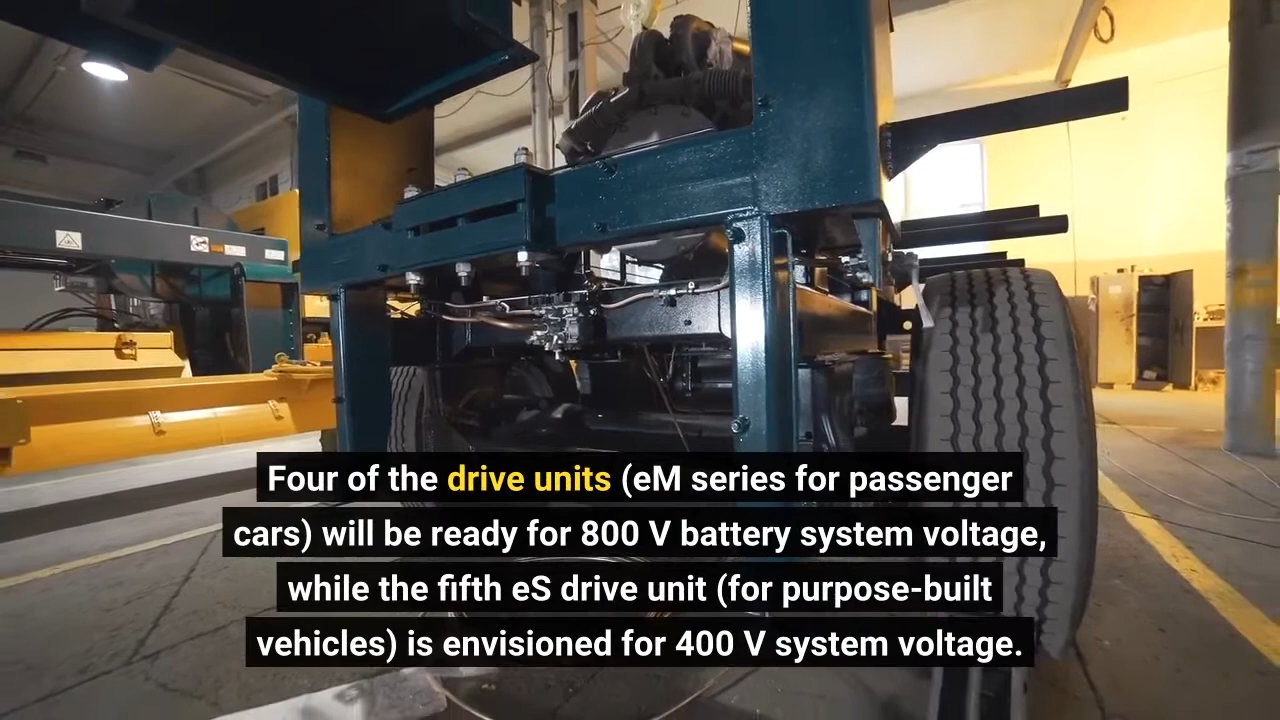 Four of the drive units (eM series for passenger
cars) will be ready for 800 V battery system voltage,
while the fifth eS drive unit (for purpose-built
vehicles) is envisioned for 400 V system voltage.